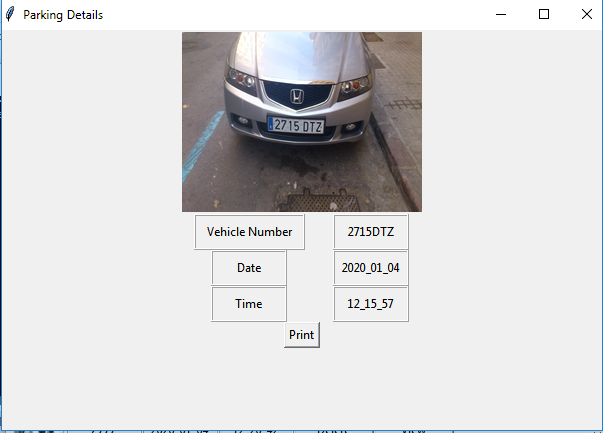 Parking Details
2715 DTZ
Vehicle Number 2715DTZ
Date 2020_01_04
Time 12_15_57
Print